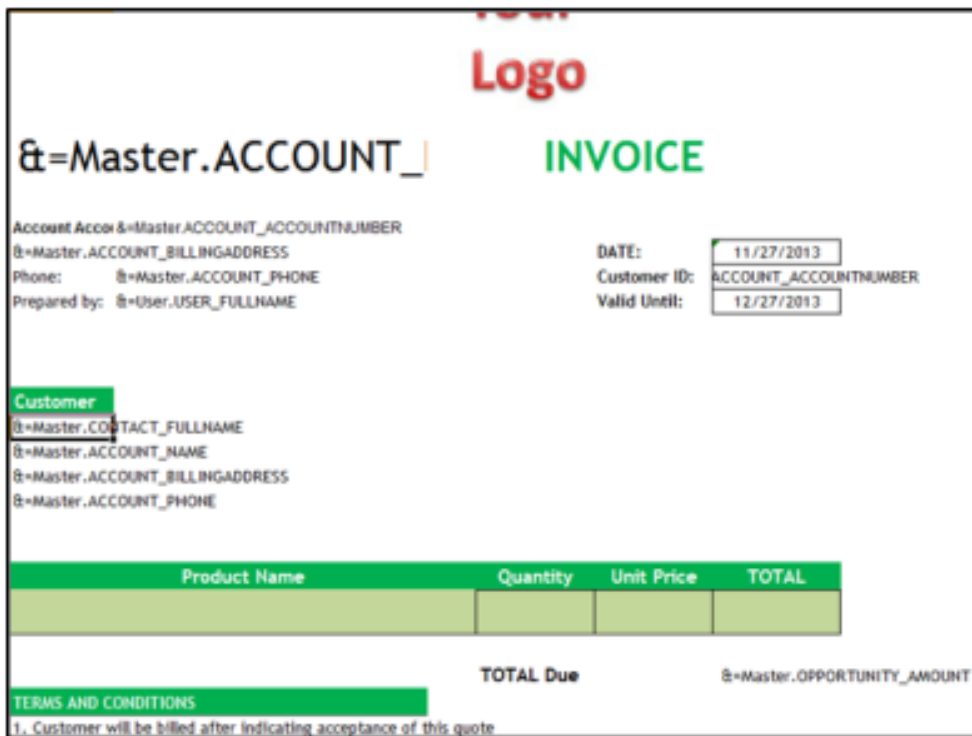 Your
Logo
&=Master.ACCOUNT_
INVOICE
Account Accou &=Master.ACCOUNT_ACCOUNTNUMBER
&=Master.ACCOUNT_BILLINGADDRESS
DATE: 11/27/2013
Phone: &=Master.ACCOUNT_PHONE
Customer ID: ACCOUNT_ACCOUNTNUMBER
Prepared by: &=User.USER_FULLNAME
Valid Until: 12/27/2013
Customer
&=Master.CONTACT_FULLNAME
&=Master.ACCOUNT_NAME
&=Master.ACCOUNT_BILLINGADDRESS
&=Master.ACCOUNT_PHONE
Product Name Quantity Unit Price TOTAL
TOTAL Due &=Master.OPPORTUNITY_AMOUNT
TERMS AND CONDITIONS
1. Customer will be billed after indicating acceptance of this quote